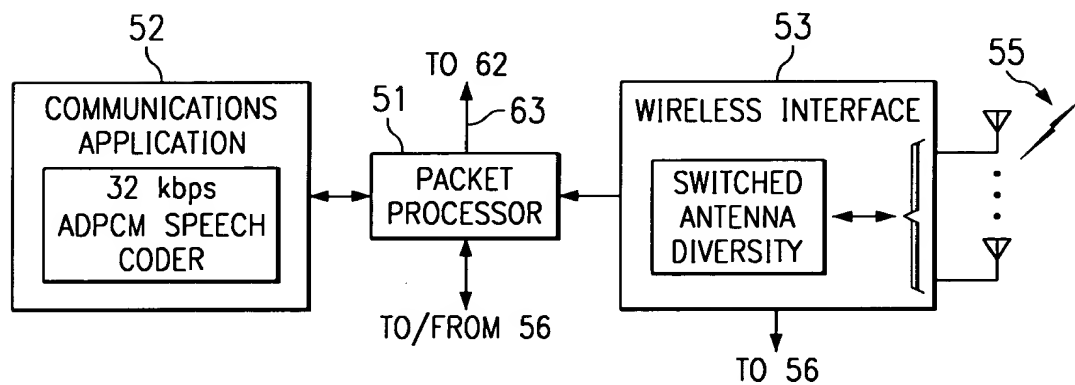 52
COMMUNICATIONS
APPLICATION
32 kbps
ADPCM SPEECH
CODER
TO 62
51
63
PACKET
PROCESSOR
TO/FROM 56
53
WIRELESS INTERFACE
SWITCHED
ANTENNA
DIVERSITY
TO 56
55